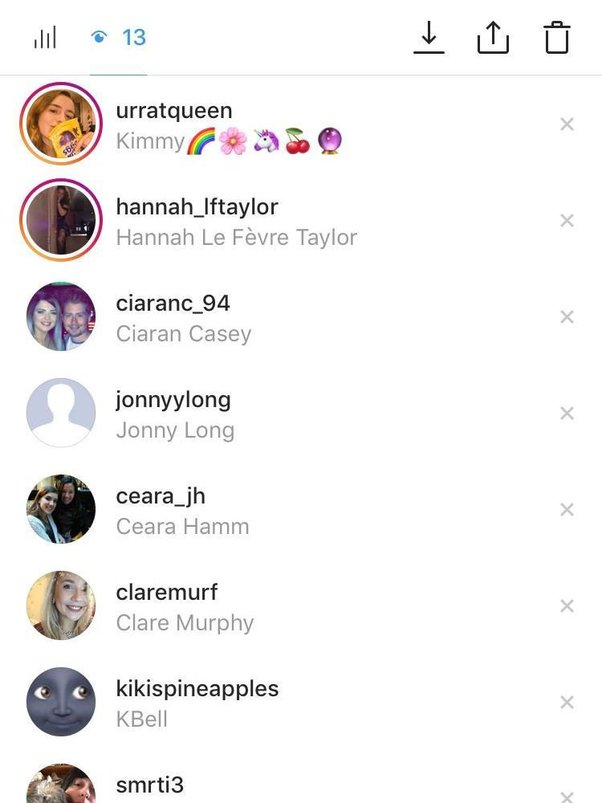 13
urratqueen
Kimmy🌈🌸🦄🍒🔮
hannah_lftaylor
Hannah Le Fèvre Taylor
ciaranc_94
Ciaran Casey
jonnyylong
Jonny Long
ceara_jh
Ceara Hamm
claremurf
Clare Murphy
kikispineapples
KBell
smrti3